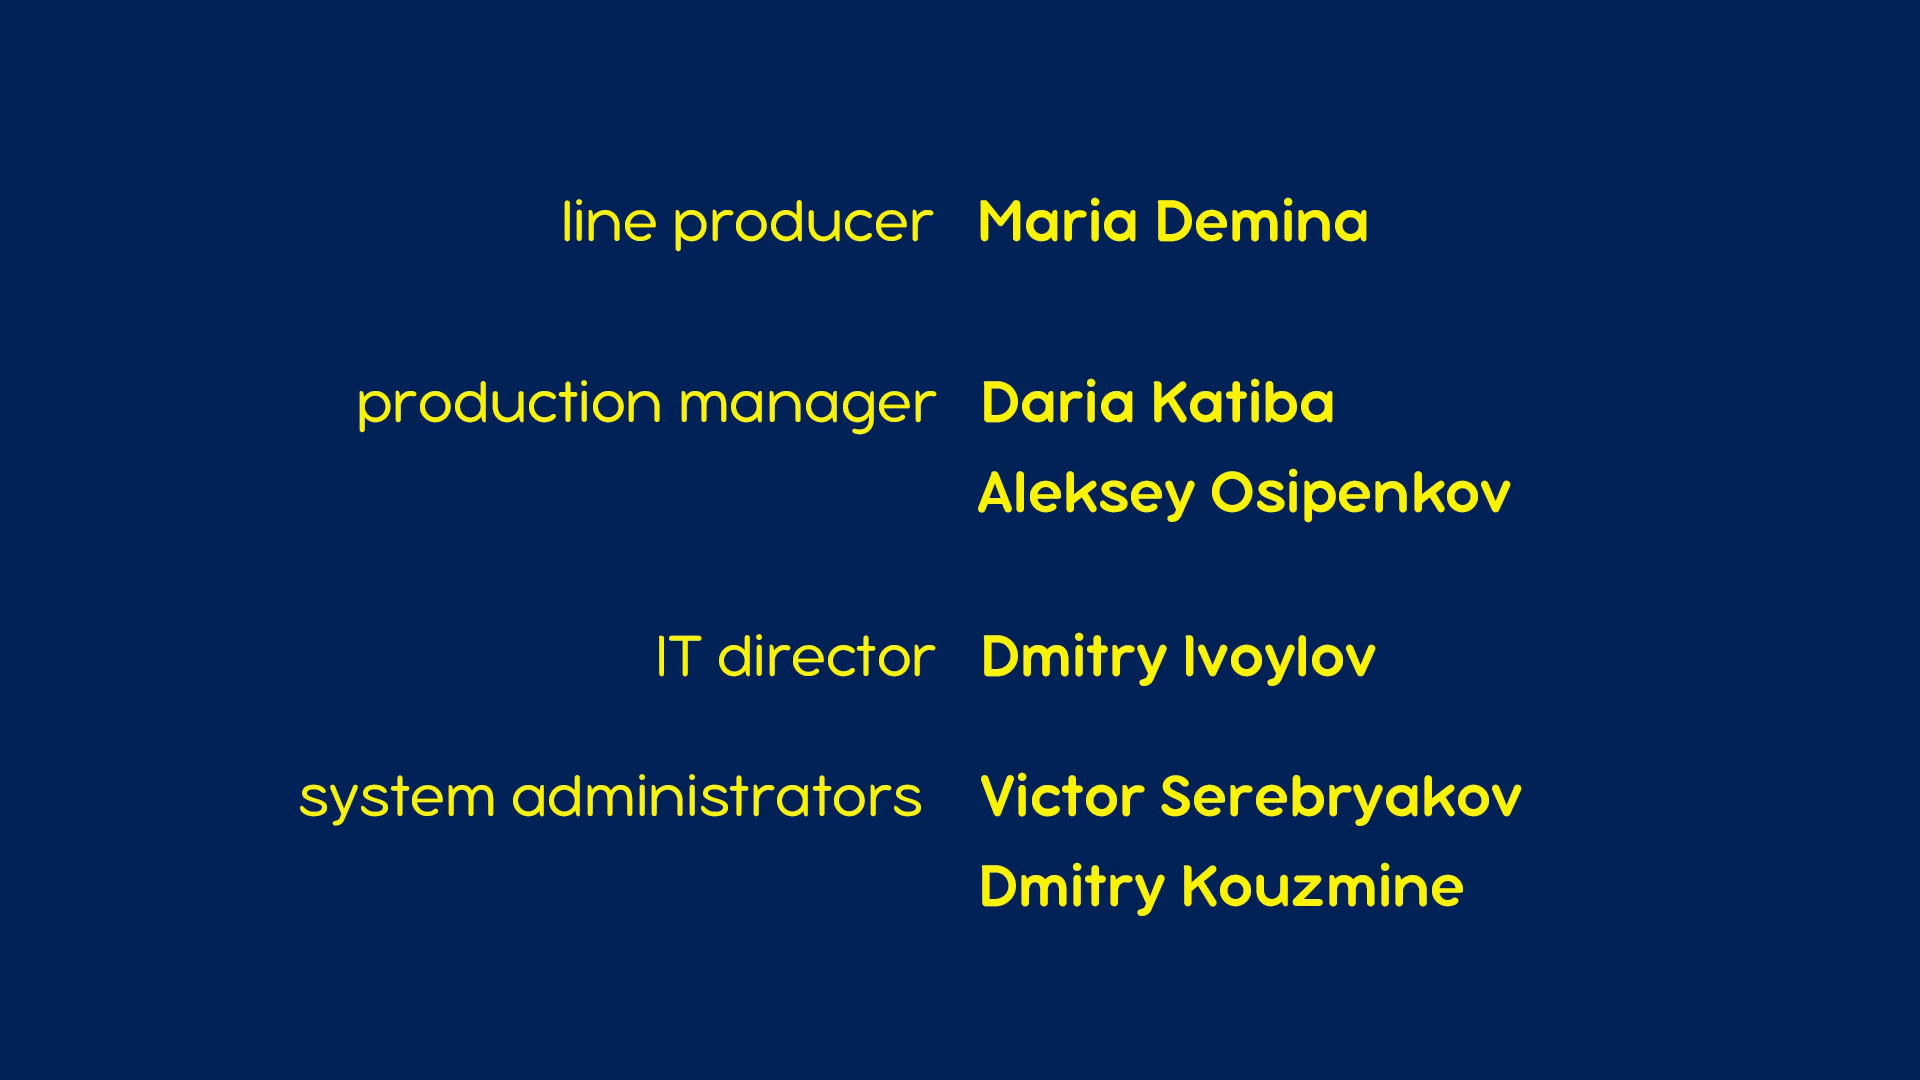 line producer Maria Demina
production manager Daria Katiba
Aleksey Osipenkov
IT director Dmitry Ivoylov
system administrators Victor Serebryakov
Dmitry Kouzmine